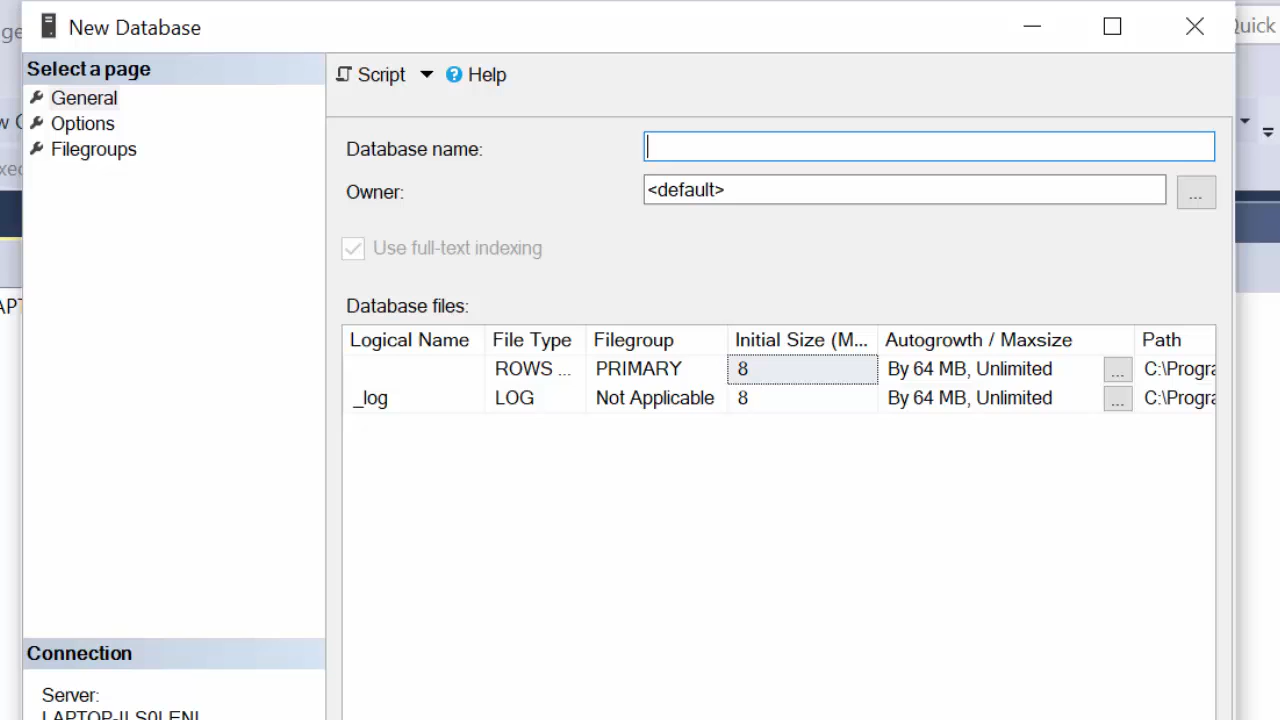 New Database
Quick
Select a page
General
Options
Filegroups
Script
Help
Database name:
Owner: <default> ...
Use full-text indexing
Database files:
Logical Name File Type Filegroup Initial Size (M... Autogrowth / Maxsize Path
ROWS ... PRIMARY 8 By 64 MB, Unlimited ... C:\Progra
_log LOG Not Applicable 8 By 64 MB, Unlimited ... C:\Progra
Connection
Server: